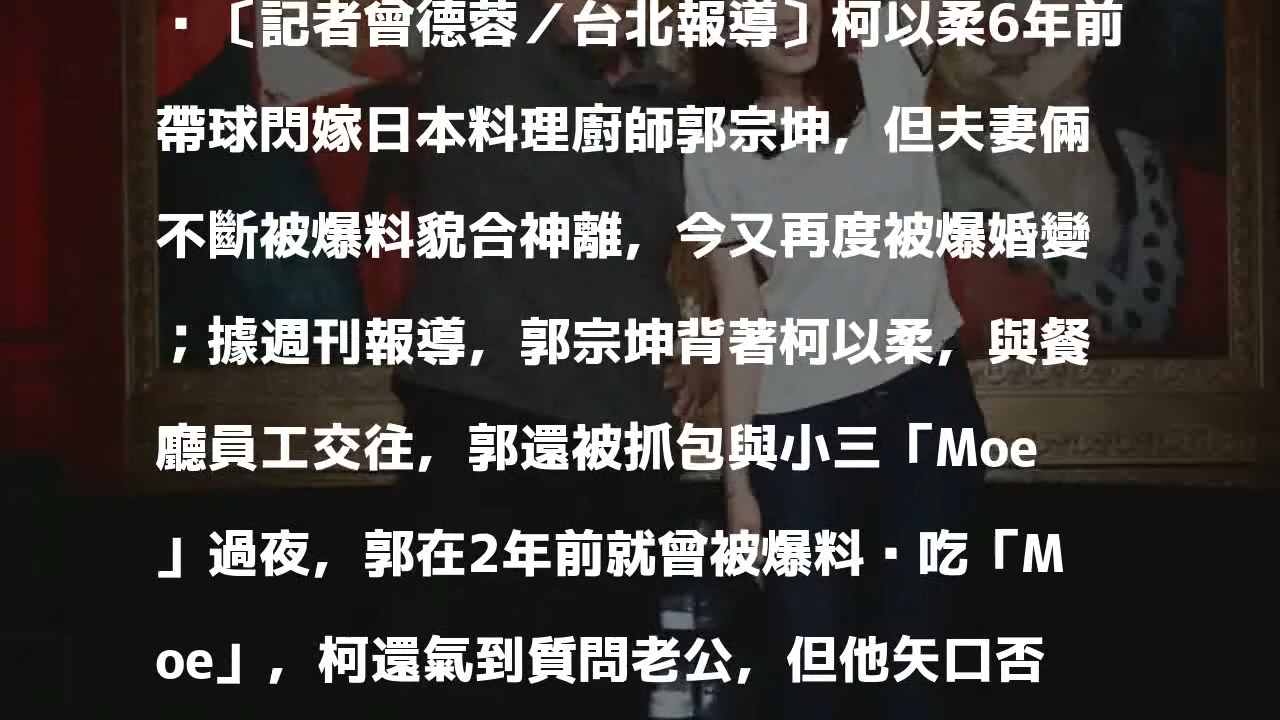 ·〔記者曾德蓉／台北報導〕柯以柔6年前
帶球閃嫁日本料理廚師郭宗坤，但夫妻倆
不斷被爆料貌合神離，今又再度被爆婚變
；據週刊報導，郭宗坤背著柯以柔，與餐
廳員工交往，郭還被抓包與小三「Moe
」過夜，郭在2年前就曾被爆料·吃「M
oe」，柯還氣到質問老公，但他矢口否